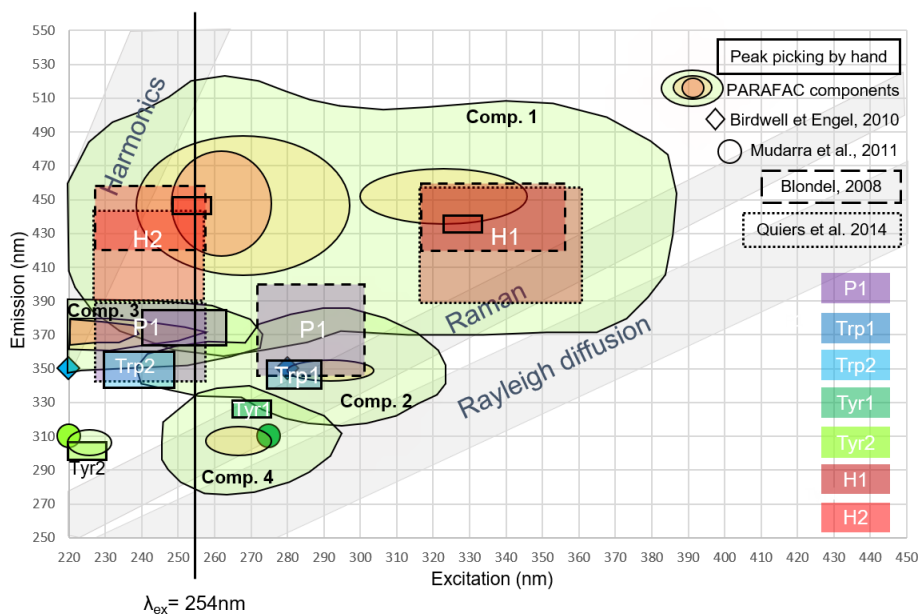 550
530
510
490
470
450
430
410
390
370
350
330
310
290
270
250
Emission (nm)
220 230 240 250 260 270 280 290 300 310 320 330 340 350 360 370 380 390 400 410 420 430 440 450
Excitation (nm)
λex= 254nm
Harmonics
Raman
Rayleigh diffusion
Comp. 1
Comp. 2
Comp. 3
Comp. 4
H2
H1
P1
P1
Trp2
Trp1
Tyr1
Tyr2
Peak picking by hand
PARAFAC components
Birdwell et Engel, 2010
Mudarra et al., 2011
Blondel, 2008
Quiers et al. 2014
P1
Trp1
Trp2
Tyr1
Tyr2
H1
H2